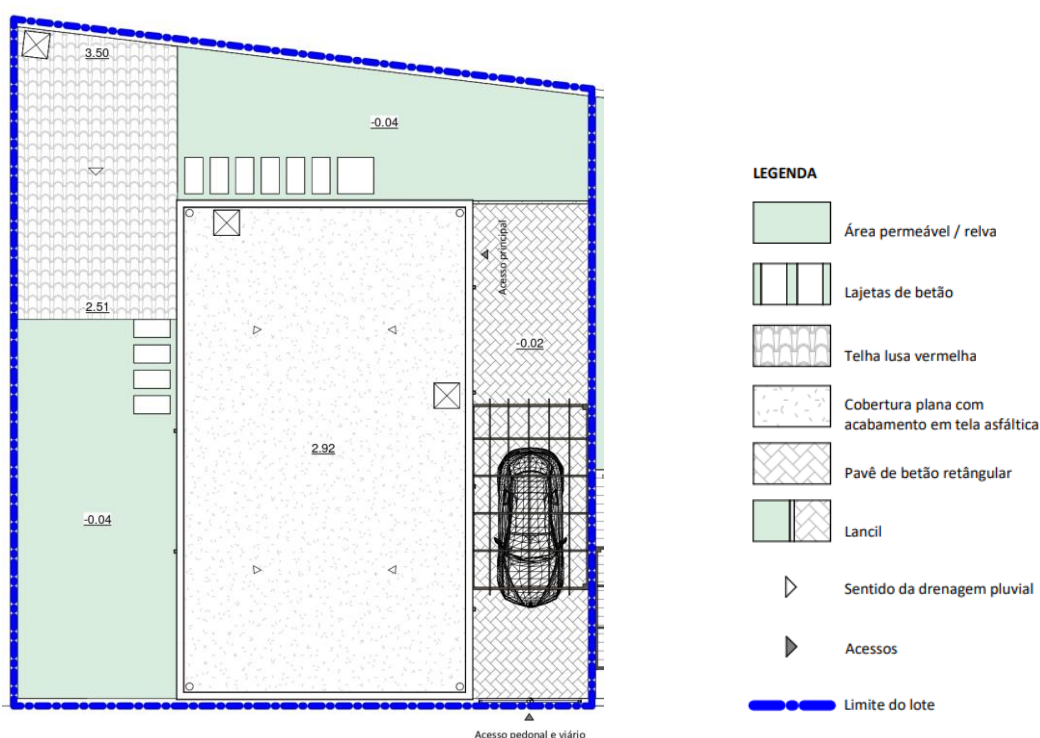 3.50
-0.04
Acesso principal
2.51
-0.02
2.92
-0.04
Acesso pedonal e viário
LEGENDA
Área permeável / relva
Lajetas de betão
Telha lusa vermelha
Cobertura plana com
acabamento em tela asfáltica
Pavê de betão retângular
Lancil
Sentido da drenagem pluvial
Acessos
Limite do lote